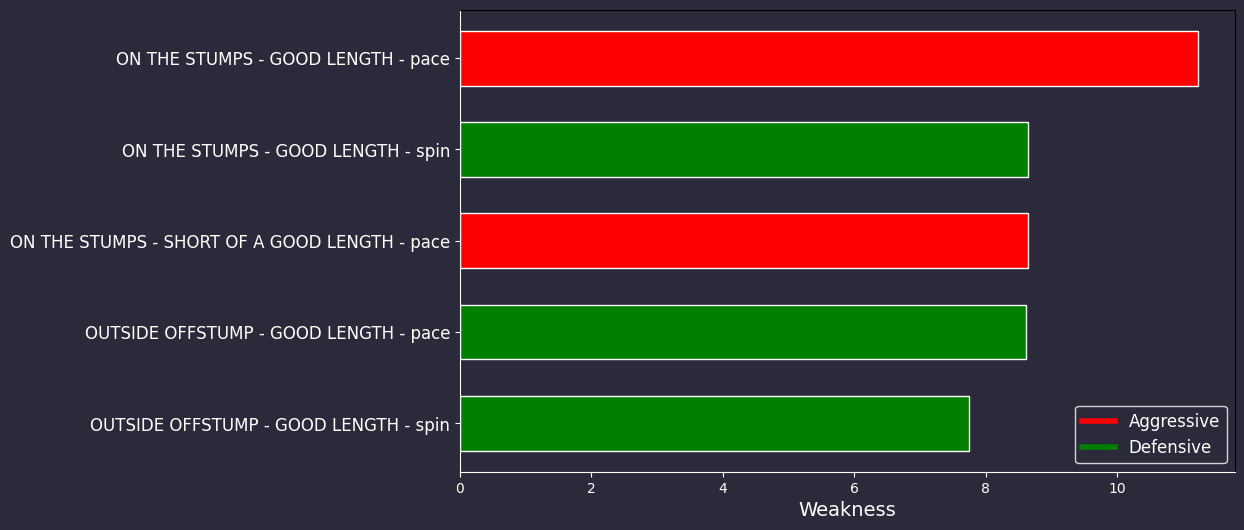 ON THE STUMPS - GOOD LENGTH - pace
ON THE STUMPS - GOOD LENGTH - spin
ON THE STUMPS - SHORT OF A GOOD LENGTH - pace
OUTSIDE OFFSTUMP - GOOD LENGTH - pace
OUTSIDE OFFSTUMP - GOOD LENGTH - spin
Aggressive
Defensive
0 2 4 6 8 10
Weakness